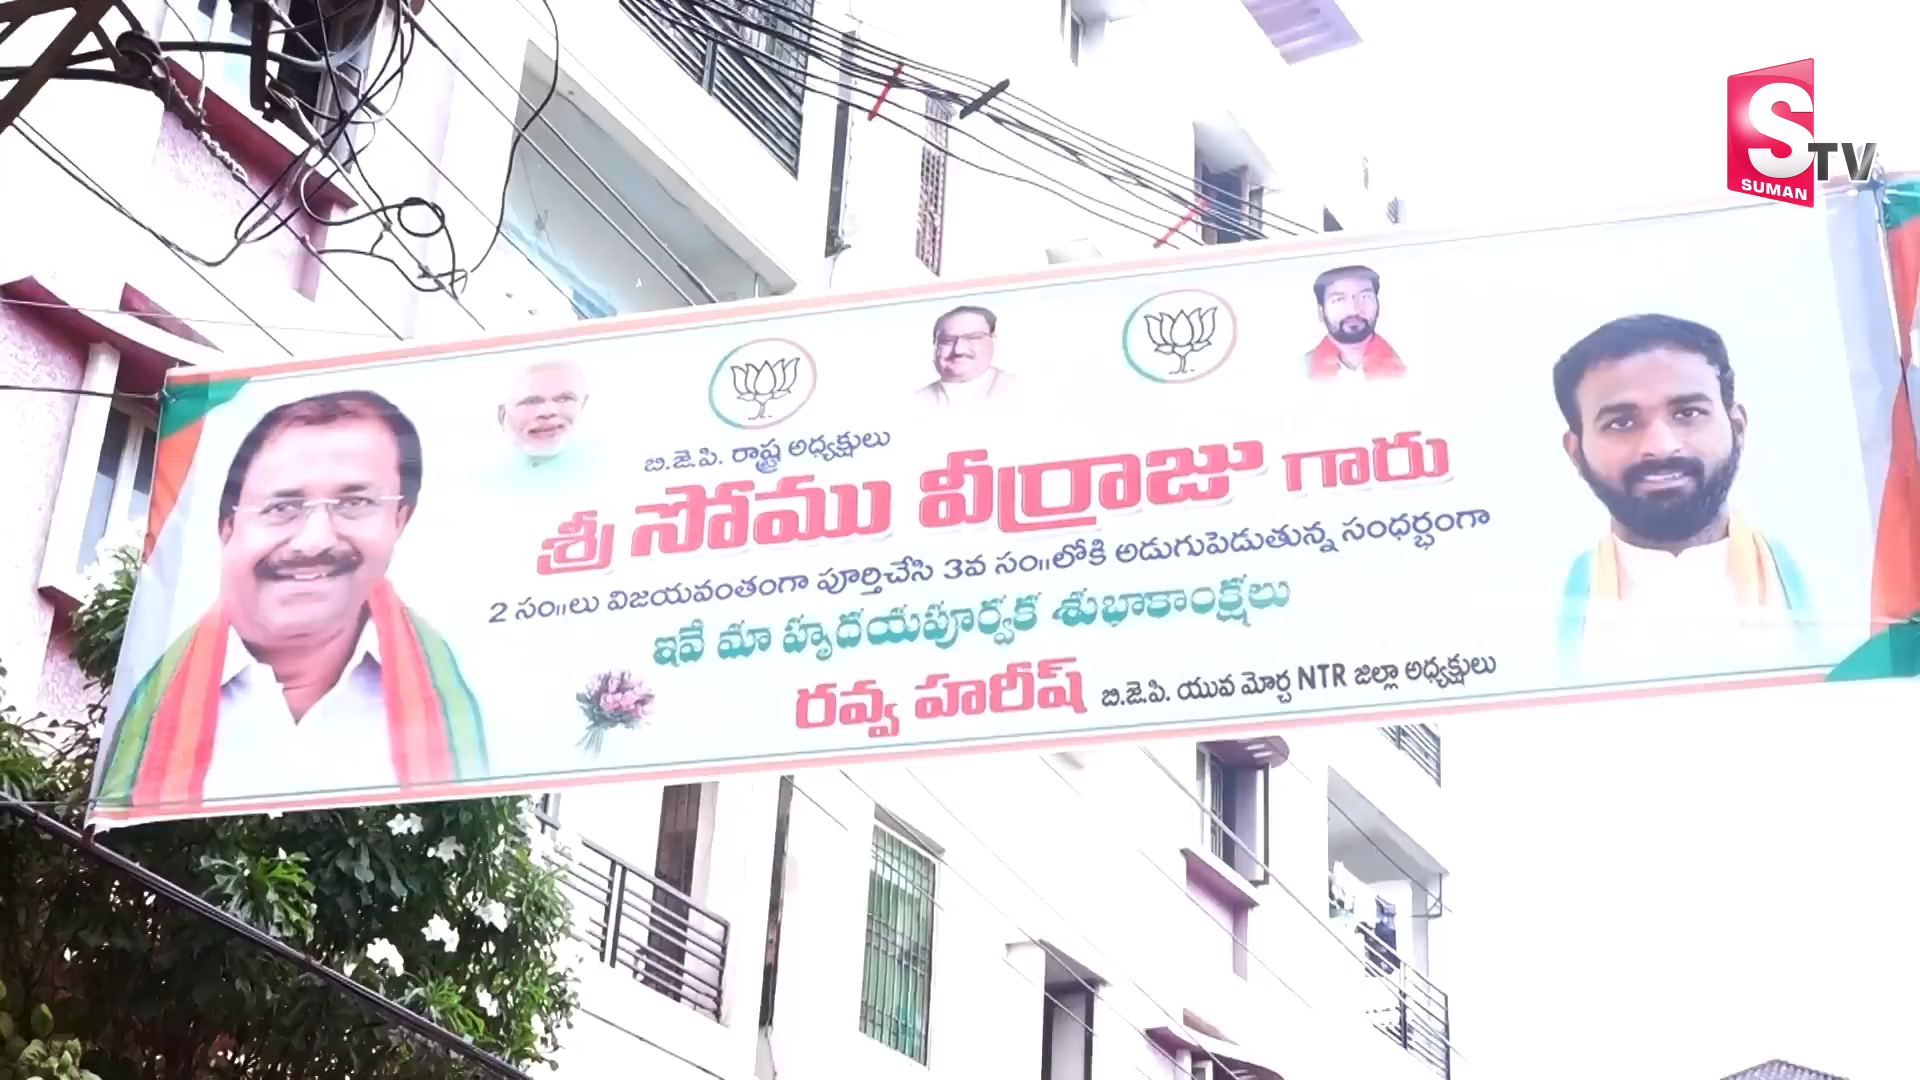 S TV
SUMAN
బి.జె.పి. రాష్ట్ర అధ్యక్షులు
శ్రీ సోము వీర్రాజు గారు
2 సం॥లు విజయవంతంగా పూర్తిచేసి 3వ సం॥లోకి అడుగుపెడుతున్న సందర్భంగా
ఇవే మా హృదయపూర్వక శుభాకాంక్షలు
రవ్వ హరీష్ బి.జె.పి. యువ మోర్చ NTR జిల్లా అధ్యక్షులు